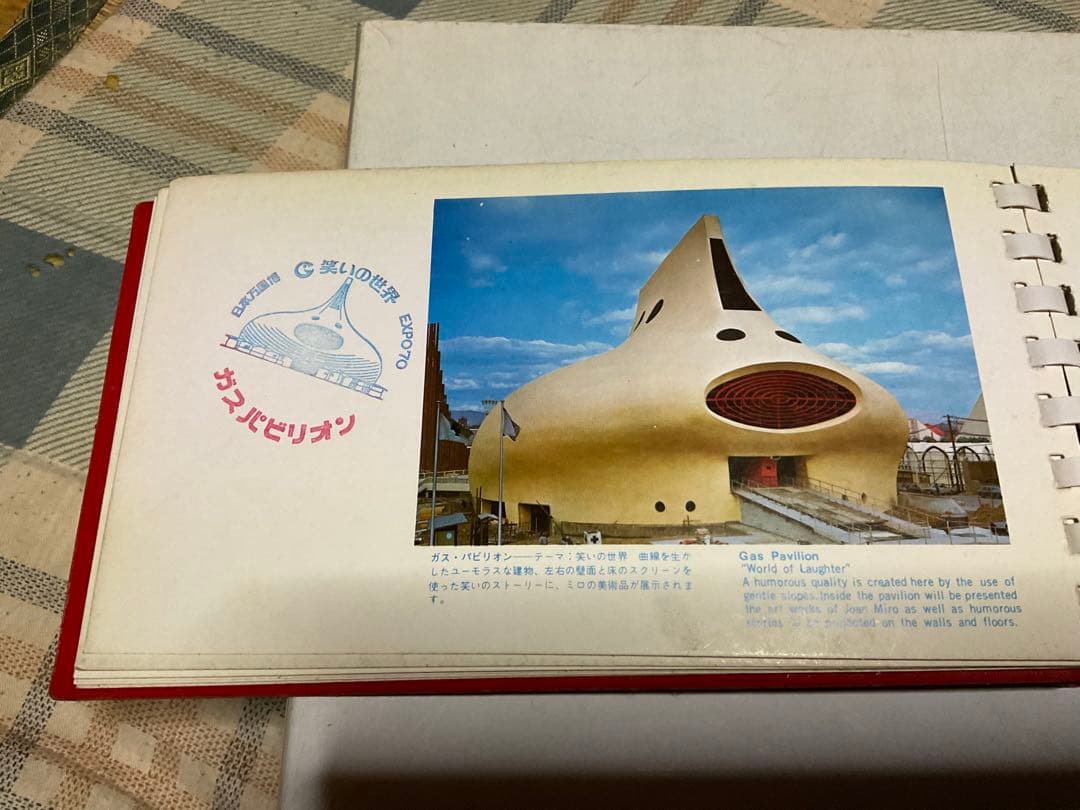 日本万国博 G 笑いの世界 EXPO'70
ガスパビリオン
ガス・パビリオン——テーマ：笑いの世界 曲線を生か
したユーモラスな建物、左右の壁面と床のスクリーンを
使った笑いのストーリーに、ミロの美術品が展示されま
す。
Gas Pavilion
"World of Laughter"
A humorous quality is created here by the use of
gentle slopes. Inside the pavilion will be presented
the art works of Joan Miro as well as humorous
stories to be projected on the walls and floors.